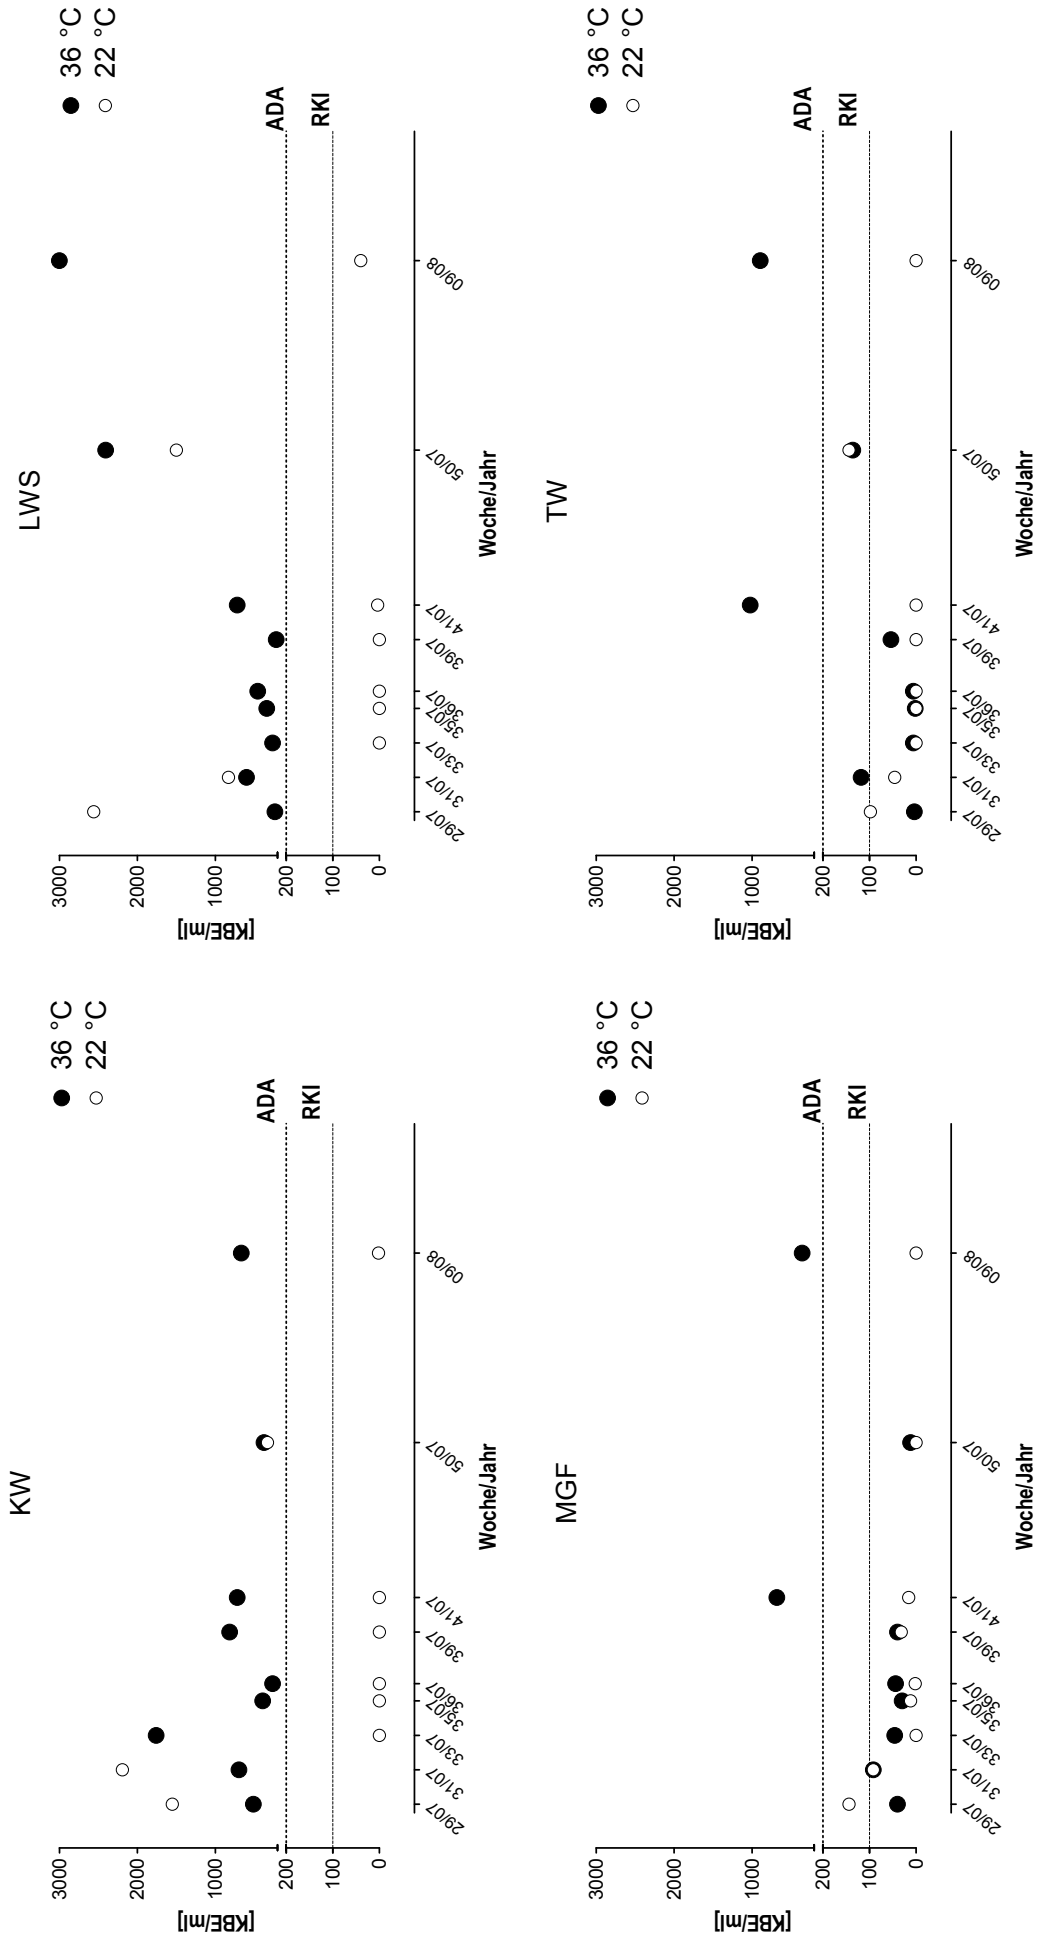 KW
36 °C
22 °C
[KBE/ml]
3000
2000
1000
200
100
0
ADA
RKI
29/07
31/07
33/07
35/07
36/07
39/07
41/07
50/07
09/08
Woche/Jahr
LWS
36 °C
22 °C
[KBE/ml]
3000
2000
1000
200
100
0
ADA
RKI
29/07
31/07
33/07
35/07
36/07
39/07
41/07
50/07
09/08
Woche/Jahr
MGF
36 °C
22 °C
[KBE/ml]
3000
2000
1000
200
100
0
ADA
RKI
29/07
31/07
33/07
35/07
36/07
39/07
41/07
50/07
09/08
Woche/Jahr
TW
36 °C
22 °C
[KBE/ml]
3000
2000
1000
200
100
0
ADA
RKI
29/07
31/07
33/07
35/07
36/07
39/07
41/07
50/07
09/08
Woche/Jahr